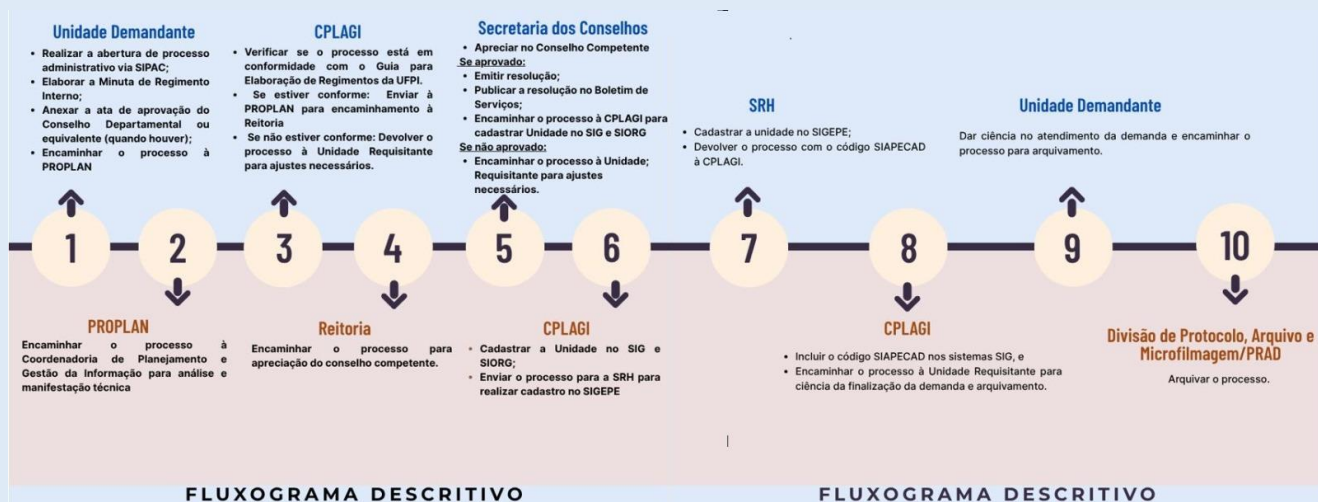 Unidade Demandante
• Realizar a abertura de processo
administrativo via SIPAC;
• Elaborar a Minuta de Regimento
Interno;
• Anexar a ata de aprovação do
Conselho Departamental ou
equivalente (quando houver);
• Encaminhar o processo à
PROPLAN
CPLAGI
• Verificar se o processo está em
conformidade com o Guia para
Elaboração de Regimentos da UFPI.
• Se estiver conforme: Enviar à
PROPLAN para encaminhamento à
Reitoria
• Se não estiver conforme: Devolver o
processo à Unidade Requisitante
para ajustes necessários.
Secretaria dos Conselhos
• Apreciar no Conselho Competente
Se aprovado:
• Emitir resolução;
• Publicar a resolução no Boletim de
Serviços;
• Encaminhar o processo à CPLAGI para
cadastrar Unidade no SIG e SIORG
Se não aprovado:
• Encaminhar o processo à Unidade;
Requisitante para ajustes
necessários.
SRH
• Cadastrar a unidade no SIGEPE;
• Devolver o processo com o código SIAPECAD
à CPLAGI.
Unidade Demandante
Dar ciência no atendimento da demanda e encaminhar o
processo para arquivamento.
1
2
3
4
5
6
7
8
9
10
PROPLAN
Encaminhar o processo à
Coordenadoria de Planejamento e
Gestão da Informação para análise e
manifestação técnica
Reitoria
Encaminhar o processo para
apreciação do conselho competente.
CPLAGI
• Cadastrar a Unidade no SIG e
SIORG;
• Enviar o processo para a SRH para
realizar cadastro no SIGEPE
CPLAGI
• Incluir o código SIAPECAD nos sistemas SIG, e
• Encaminhar o processo à Unidade Requisitante para
ciência da finalização da demanda e arquivamento.
Divisão de Protocolo, Arquivo e
Microfilmagem/PRAD
Arquivar o processo.
FLUXOGRAMA DESCRITIVO
FLUXOGRAMA DESCRITIVO